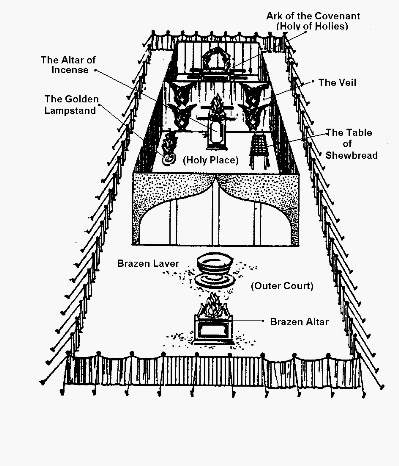 Ark of the Covenant
(Holy of Holies)
The Altar of
Incense
The Veil
The Golden
Lampstand
The Table
of
Shewbread
(Holy Place)
Brazen Laver
(Outer Court)
Brazen Altar